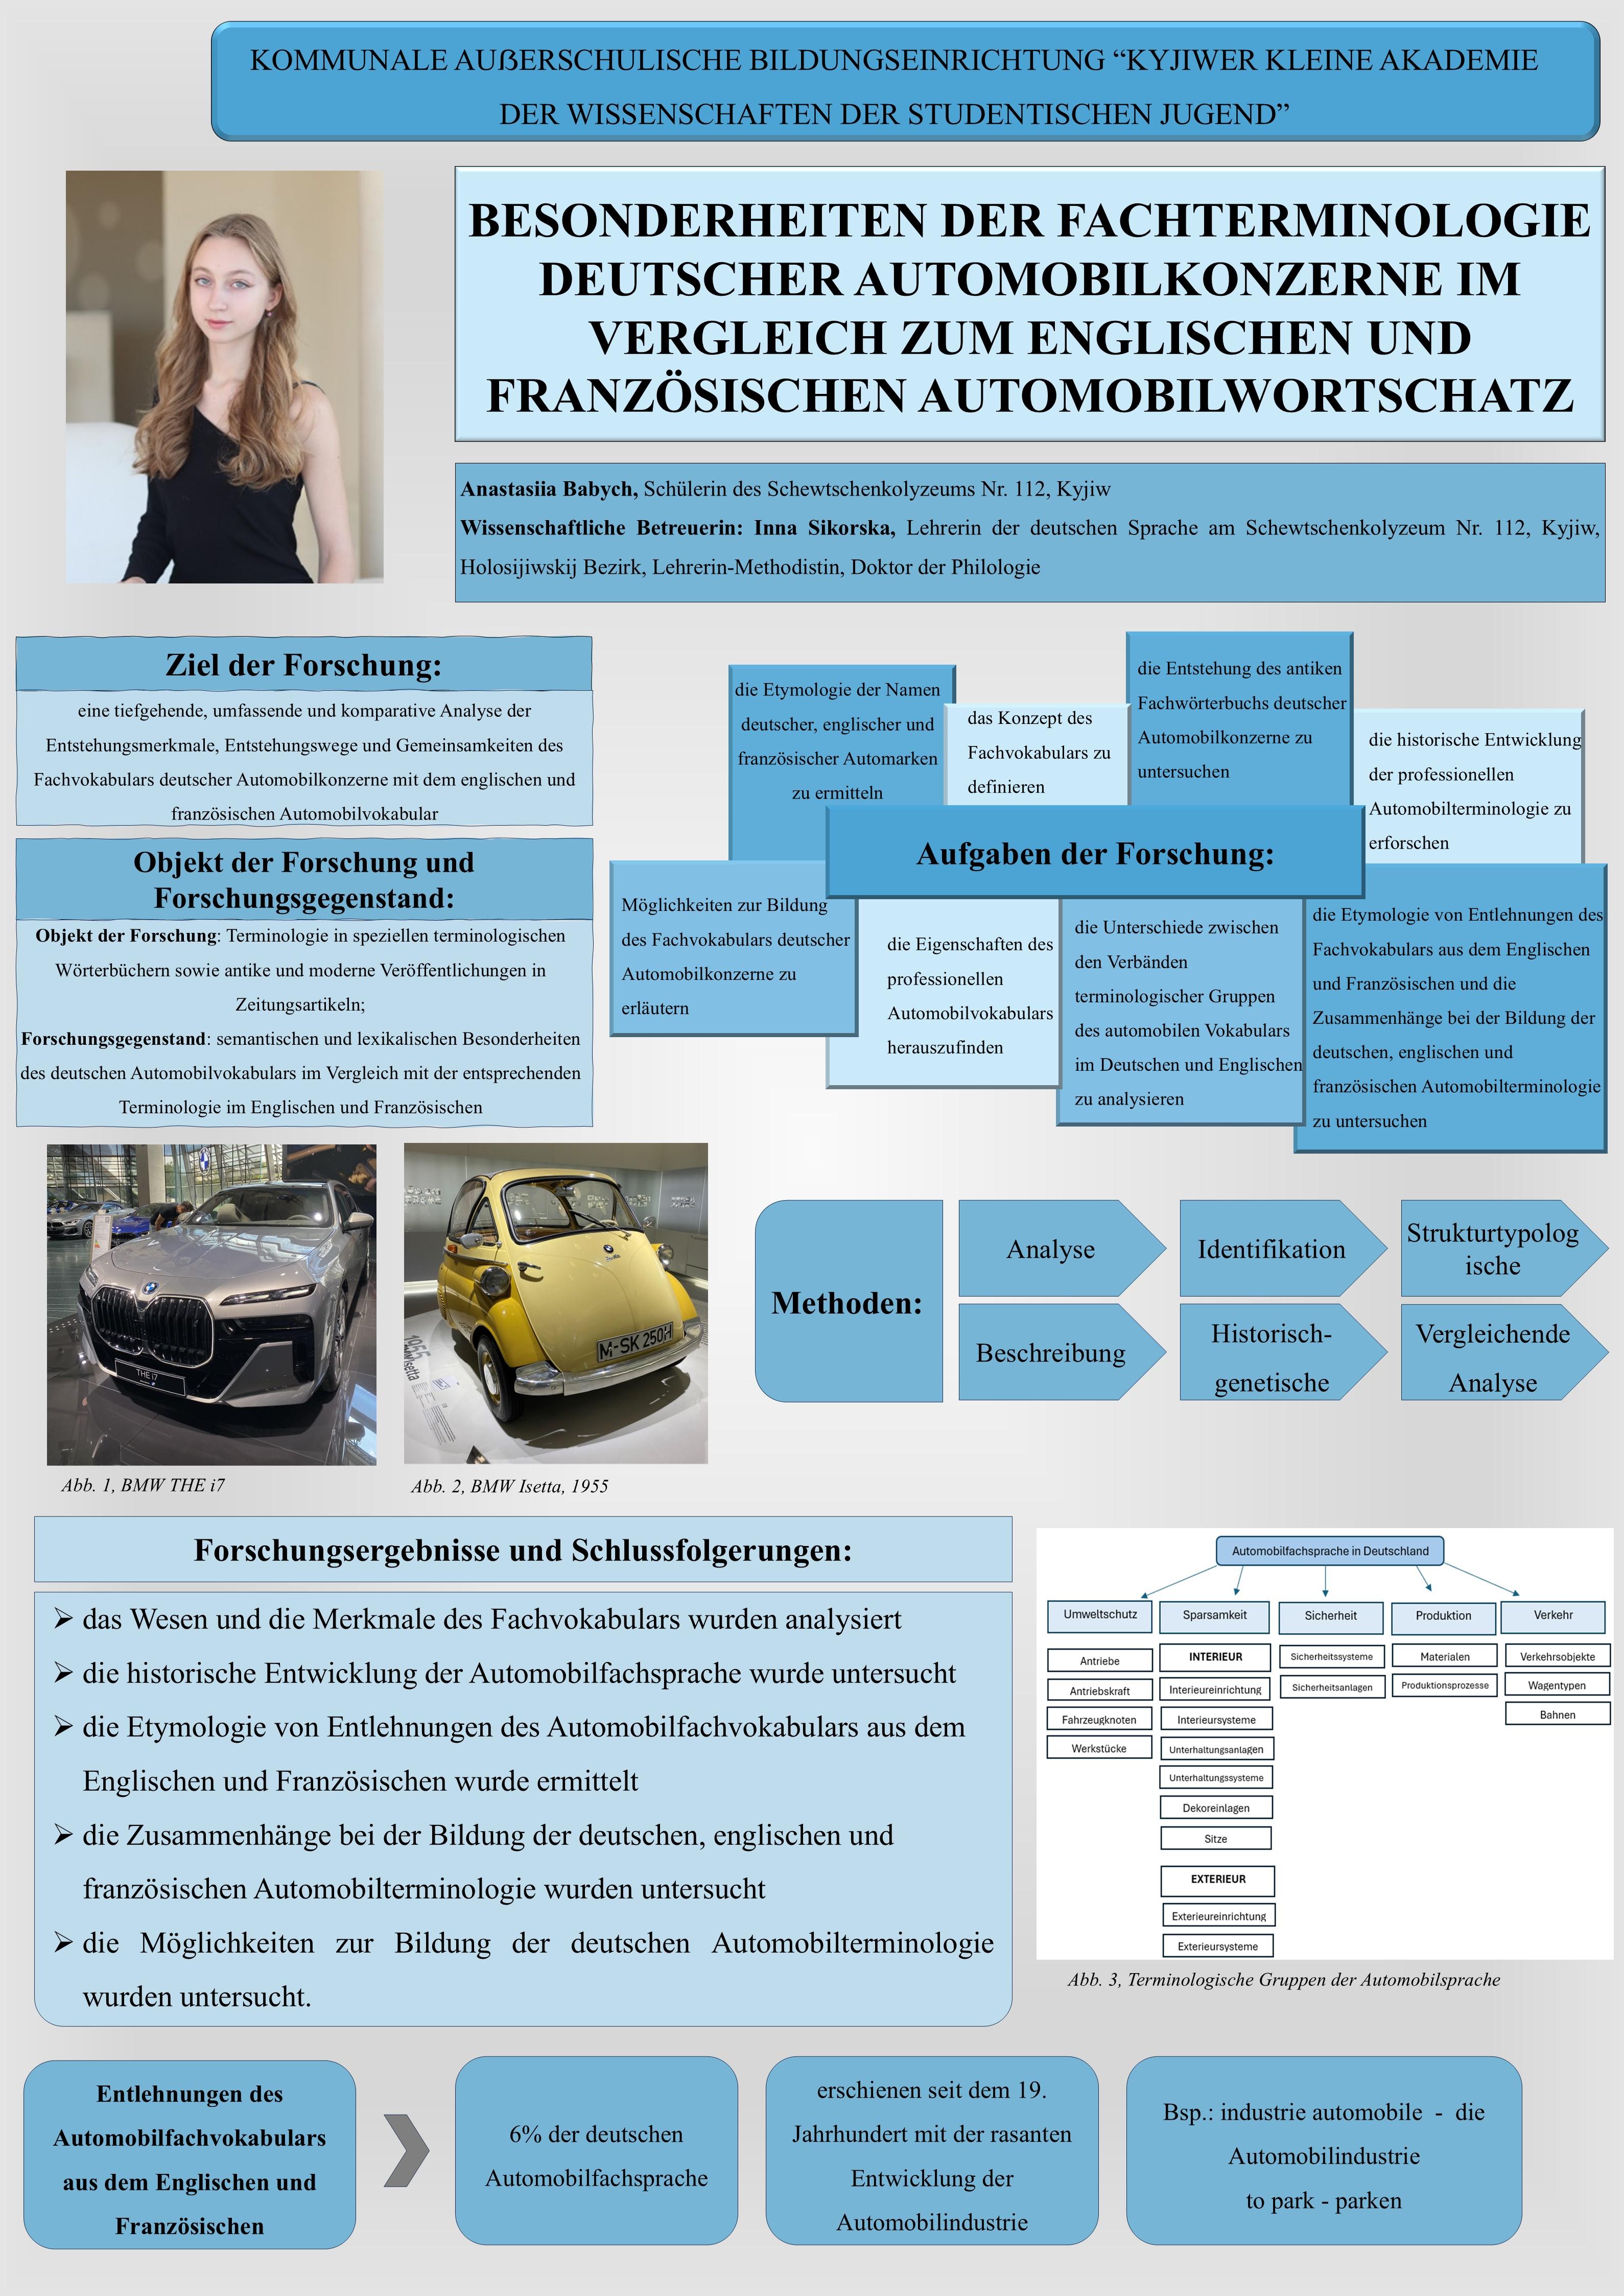 KOMMUNALE AUẞERSCHULISCHE BILDUNGSEINRICHTUNG “KYJIWER KLEINE AKADEMIE
DER WISSENSCHAFTEN DER STUDENTISCHEN JUGEND”
BESONDERHEITEN DER FACHTERMINOLOGIE
DEUTSCHER AUTOMOBILKONZERNE IM
VERGLEICH ZUM ENGLISCHEN UND
FRANZÖSISCHEN AUTOMOBILWORTSCHATZ
Anastasiia Babych, Schülerin des Schewtschenkolyzeums Nr. 112, Kyjiw
Wissenschaftliche Betreuerin: Inna Sikorska, Lehrerin der deutschen Sprache am Schewtschenkolyzeum Nr. 112, Kyjiw,
Holosijiwskij Bezirk, Lehrerin-Methodistin, Doktor der Philologie
Ziel der Forschung:
eine tiefgehende, umfassende und komparative Analyse der
Entstehungsmerkmale, Entstehungswege und Gemeinsamkeiten des
Fachvokabulars deutscher Automobilkonzerne mit dem englischen und
französischen Automobilvokabular
Objekt der Forschung und
Forschungsgegenstand:
Objekt der Forschung: Terminologie in speziellen terminologischen
Wörterbüchern sowie antike und moderne Veröffentlichungen in
Zeitungsartikeln;
Forschungsgegenstand: semantischen und lexikalischen Besonderheiten
des deutschen Automobilvokabulars im Vergleich mit der entsprechenden
Terminologie im Englischen und Französischen
die Etymologie der Namen
deutscher, englischer und
französischer Automarken
zu ermitteln
das Konzept des
Fachvokabulars zu
definieren
die Entstehung des antiken
Fachwörterbuchs deutscher
Automobilkonzerne zu
untersuchen
die historische Entwicklung
der professionellen
Automobilterminologie zu
erforschen
Aufgaben der Forschung:
Möglichkeiten zur Bildung
des Fachvokabulars deutscher
Automobilkonzerne zu
erläutern
die Eigenschaften des
professionellen
Automobilvokabulars
herauszufinden
die Unterschiede zwischen
den Verbänden
terminologischer Gruppen
des automobilen Vokabulars
im Deutschen und Englischen
zu analysieren
die Etymologie von Entlehnungen des
Fachvokabulars aus dem Englischen
und Französischen und die
Zusammenhänge bei der Bildung der
deutschen, englischen und
französischen Automobilterminologie
zu untersuchen
THE i7
M-SK 250H
1955
Isetta
Abb. 1, BMW THE i7
Abb. 2, BMW Isetta, 1955
Methoden:
Analyse
Identifikation
Strukturtypolog
ische
Beschreibung
Historisch-
genetische
Vergleichende
Analyse
Forschungsergebnisse und Schlussfolgerungen:
➢ das Wesen und die Merkmale des Fachvokabulars wurden analysiert
➢ die historische Entwicklung der Automobilfachsprache wurde untersucht
➢ die Etymologie von Entlehnungen des Automobilfachvokabulars aus dem
Englischen und Französischen wurde ermittelt
➢ die Zusammenhänge bei der Bildung der deutschen, englischen und
französischen Automobilterminologie wurden untersucht
➢ die Möglichkeiten zur Bildung der deutschen Automobilterminologie
wurden untersucht.
Automobilfachsprache in Deutschland
Umweltschutz
Antriebe
Antriebskraft
Fahrzeugknoten
Werkstücke
Sparsamkeit
INTERIEUR
Interieureinrichtung
Interieursysteme
Unterhaltungsanlagen
Unterhaltungssysteme
Dekoreinlagen
Sitze
EXTERIEUR
Exterieureinrichtung
Exterieursysteme
Sicherheit
Sicherheitssysteme
Sicherheitsanlagen
Produktion
Materialen
Produktionsprozesse
Verkehr
Verkehrsobjekte
Wagentypen
Bahnen
Abb. 3, Terminologische Gruppen der Automobilsprache
Entlehnungen des
Automobilfachvokabulars
aus dem Englischen und
Französischen
6% der deutschen
Automobilfachsprache
erschienen seit dem 19.
Jahrhundert mit der rasanten
Entwicklung der
Automobilindustrie
Bsp.: industrie automobile - die
Automobilindustrie
to park - parken